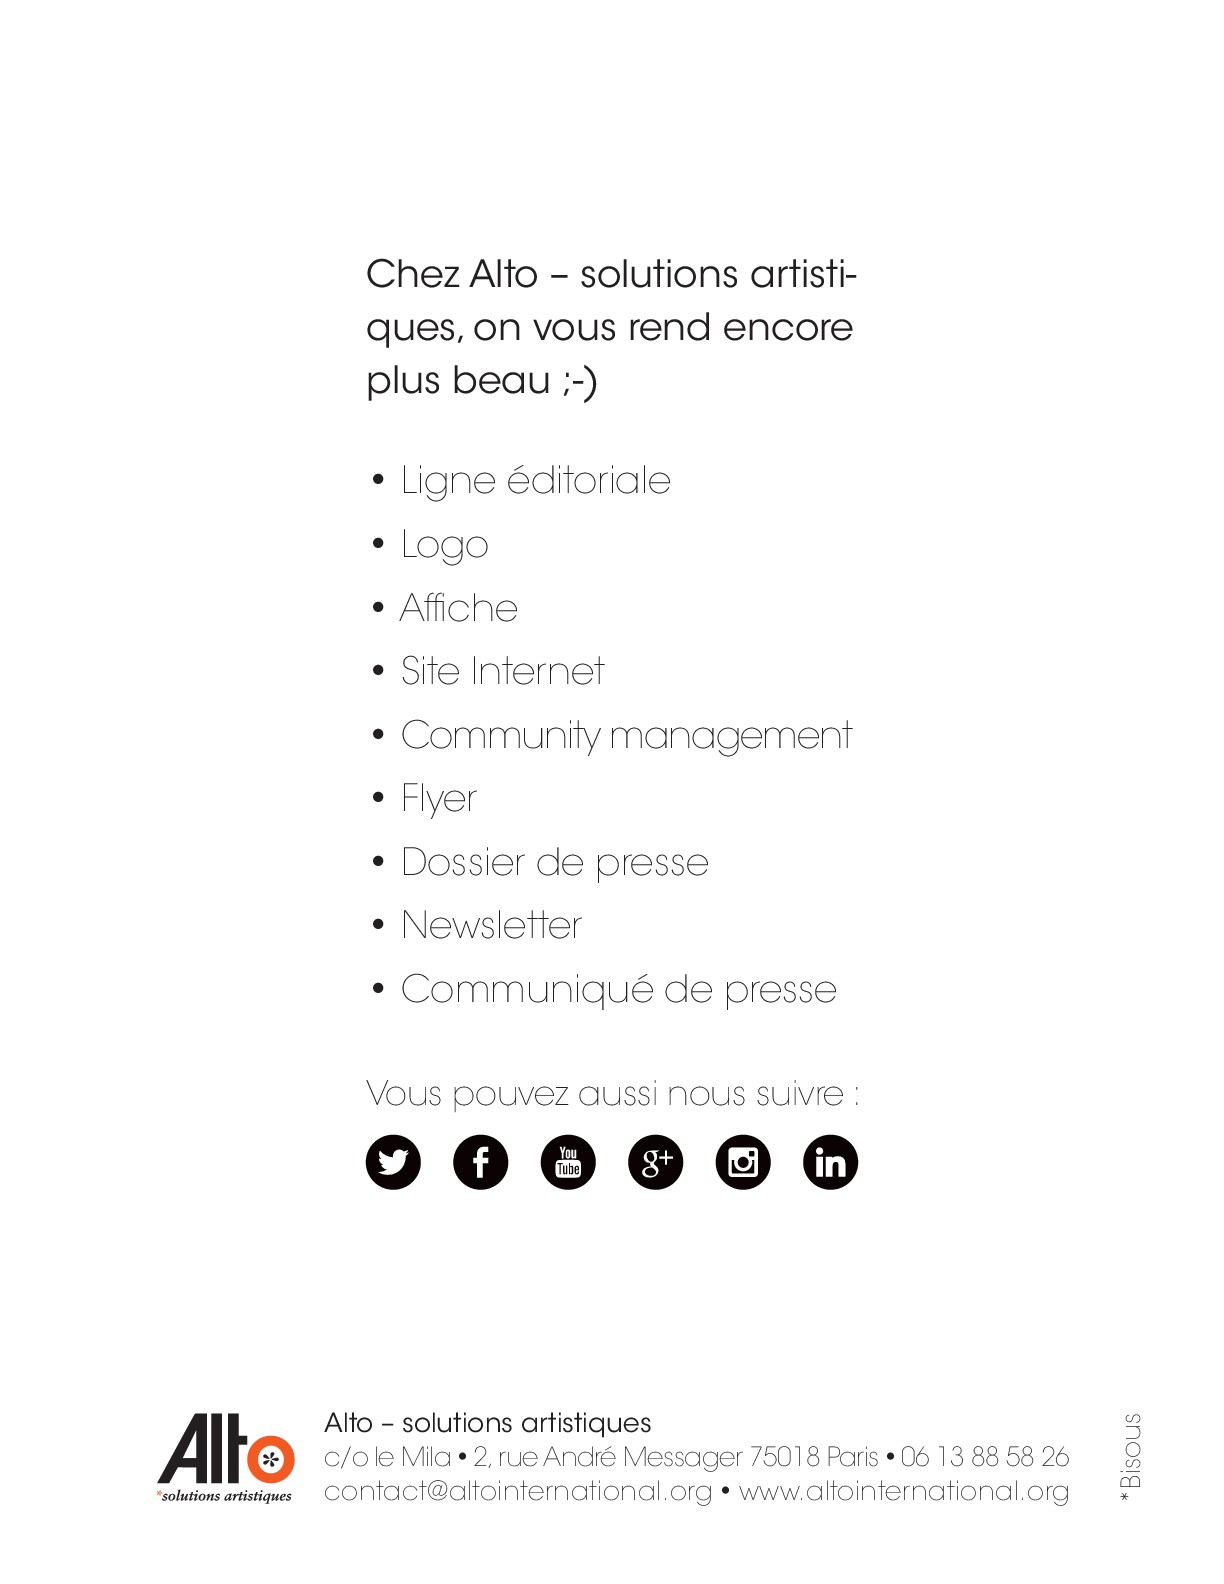 Chez Alto – solutions artisti-
ques, on vous rend encore
plus beau ;-)
• Ligne éditoriale
• Logo
• Affiche
• Site Internet
• Community management
• Flyer
• Dossier de presse
• Newsletter
• Communiqué de presse
Vous pouvez aussi nous suivre :
f You Tube g+ in
Alto *
*solutions artistiques
Alto – solutions artistiques
c/o le Mila • 2, rue André Messager 75018 Paris • 06 13 88 58 26
contact@altointernational.org • www.altointernational.org
*Bisous